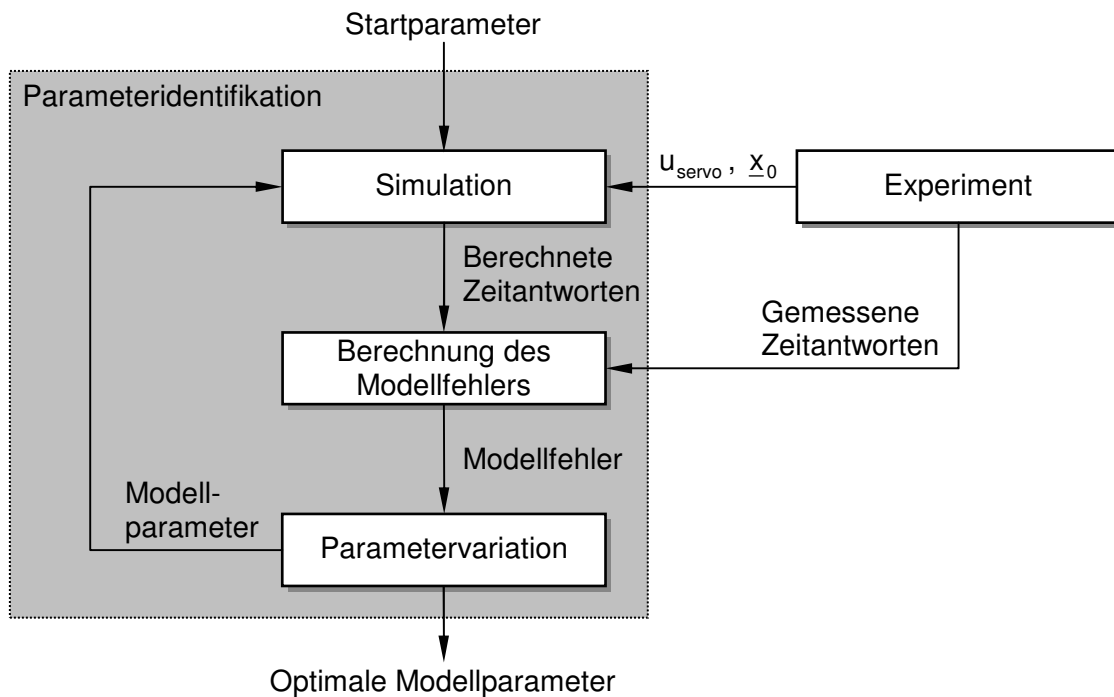 Startparameter
Parameteridentifikation
Simulation
u_servo , x_0
Experiment
Berechnete
Zeitantworten
Gemessene
Zeitantworten
Berechnung des
Modellfehlers
Modellfehler
Modell-
parameter
Parametervariation
Optimale Modellparameter